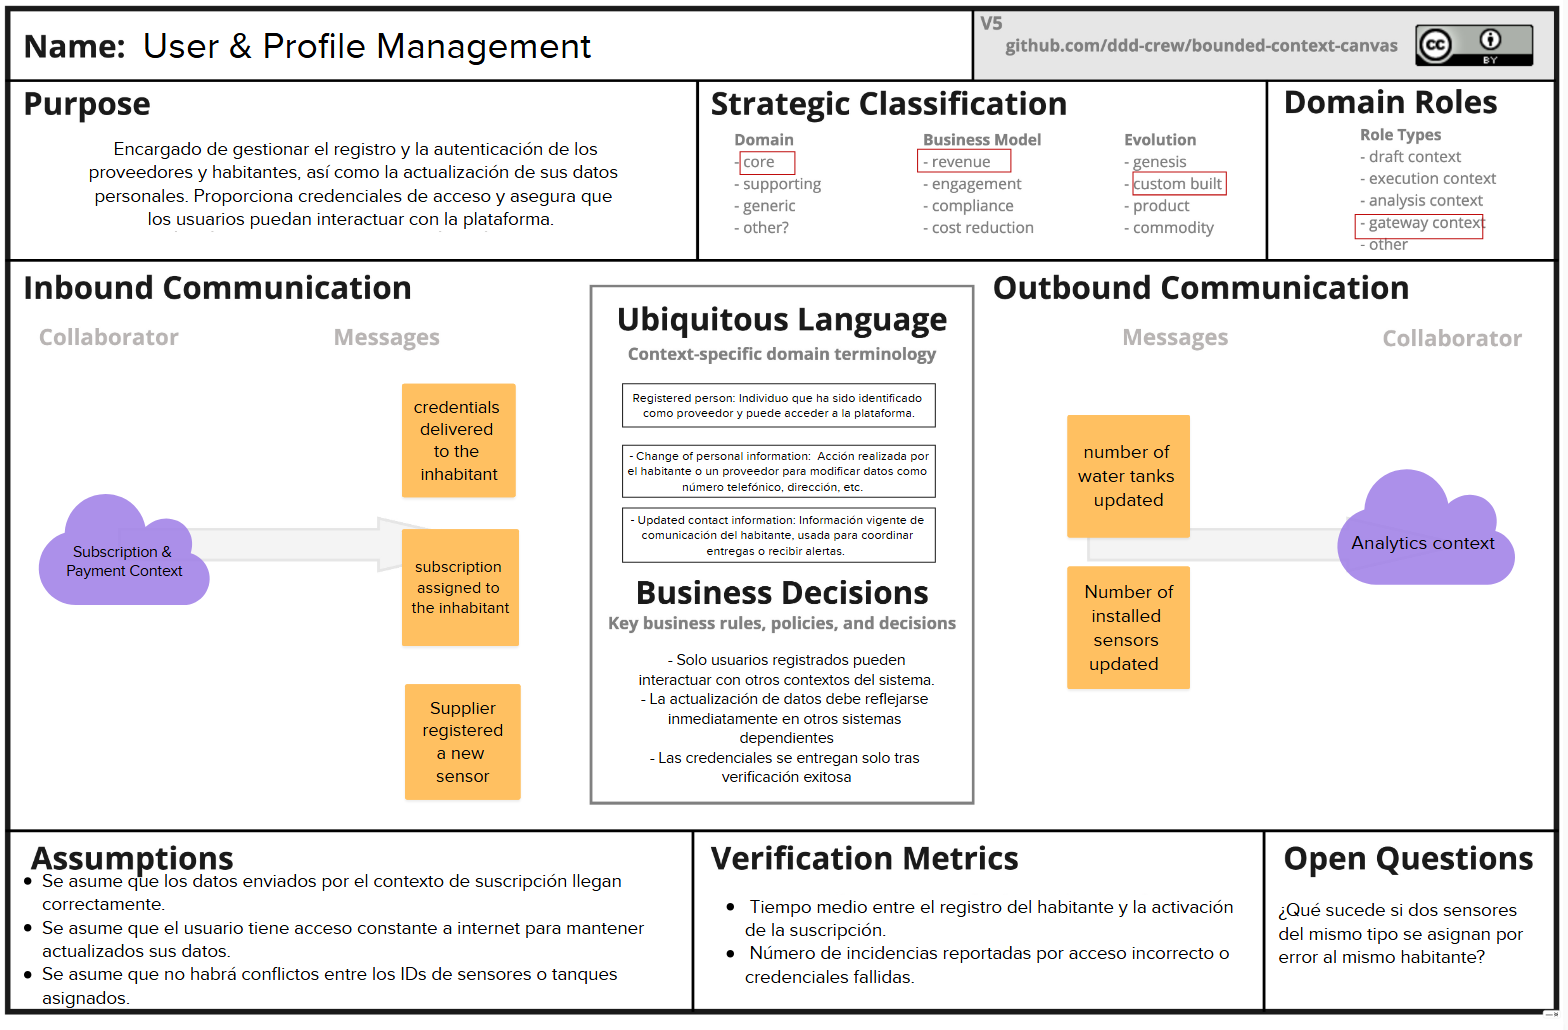 Name: User & Profile Management
V5
github.com/ddd-crew/bounded-context-canvas
cc
BY
Purpose
Encargado de gestionar el registro y la autenticación de los
proveedores y habitantes, así como la actualización de sus datos
personales. Proporciona credenciales de acceso y asegura que
los usuarios puedan interactuar con la plataforma.
Strategic Classification
Domain
- core
- supporting
- generic
- other?
Business Model
- revenue
- engagement
- compliance
- cost reduction
Evolution
- genesis
- custom built
- product
- commodity
Domain Roles
Role Types
- draft context
- execution context
- analysis context
- gateway context
- other
Inbound Communication
Collaborator
Messages
Subscription &
Payment Context
credentials
delivered
to the
inhabitant
subscription
assigned to
the inhabitant
Supplier
registered
a new
sensor
Ubiquitous Language
Context-specific domain terminology
Registered person: Individuo que ha sido identificado
como proveedor y puede acceder a la plataforma.
- Change of personal information: Acción realizada por
el habitante o un proveedor para modificar datos como
número telefónico, dirección, etc.
- Updated contact information: Información vigente de
comunicación del habitante, usada para coordinar
entregas o recibir alertas.
Business Decisions
Key business rules, policies, and decisions
- Solo usuarios registrados pueden
interactuar con otros contextos del sistema.
- La actualización de datos debe reflejarse
inmediatamente en otros sistemas
dependientes
- Las credenciales se entregan solo tras
verificación exitosa
Outbound Communication
Messages
Collaborator
number of
water tanks
updated
Number of
installed
sensors
updated
Analytics context
Assumptions
• Se asume que los datos enviados por el contexto de suscripción llegan
correctamente.
• Se asume que el usuario tiene acceso constante a internet para mantener
actualizados sus datos.
• Se asume que no habrá conflictos entre los IDs de sensores o tanques
asignados.
Verification Metrics
• Tiempo medio entre el registro del habitante y la activación
de la suscripción.
• Número de incidencias reportadas por acceso incorrecto o
credenciales fallidas.
Open Questions
¿Qué sucede si dos sensores
del mismo tipo se asignan por
error al mismo habitante?